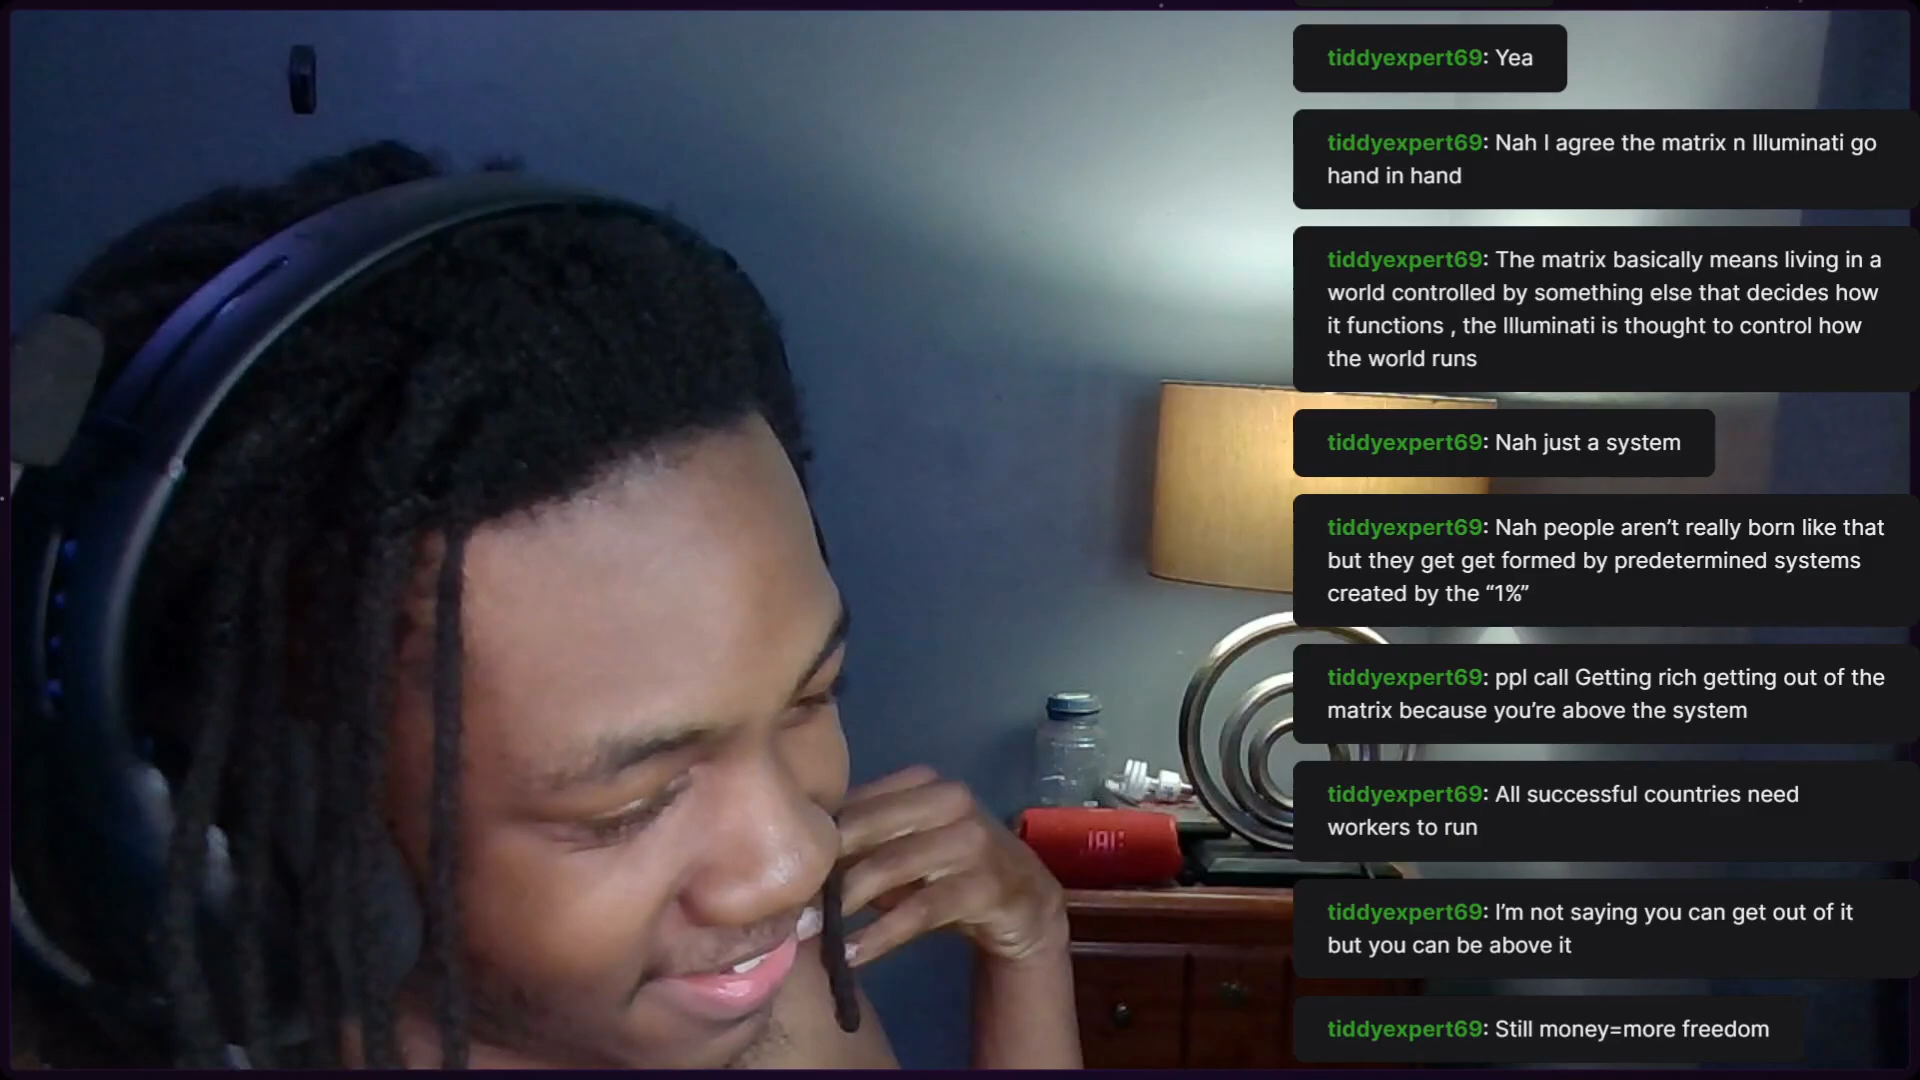 tiddyexpert69: Yea
tiddyexpert69: Nah I agree the matrix n Illuminati go
hand in hand
tiddyexpert69: The matrix basically means living in a
world controlled by something else that decides how
it functions , the Illuminati is thought to control how
the world runs
tiddyexpert69: Nah just a system
tiddyexpert69: Nah people aren’t really born like that
but they get get formed by predetermined systems
created by the “1%”
tiddyexpert69: ppl call Getting rich getting out of the
matrix because you’re above the system
tiddyexpert69: All successful countries need
workers to run
tiddyexpert69: I’m not saying you can get out of it
but you can be above it
tiddyexpert69: Still money=more freedom